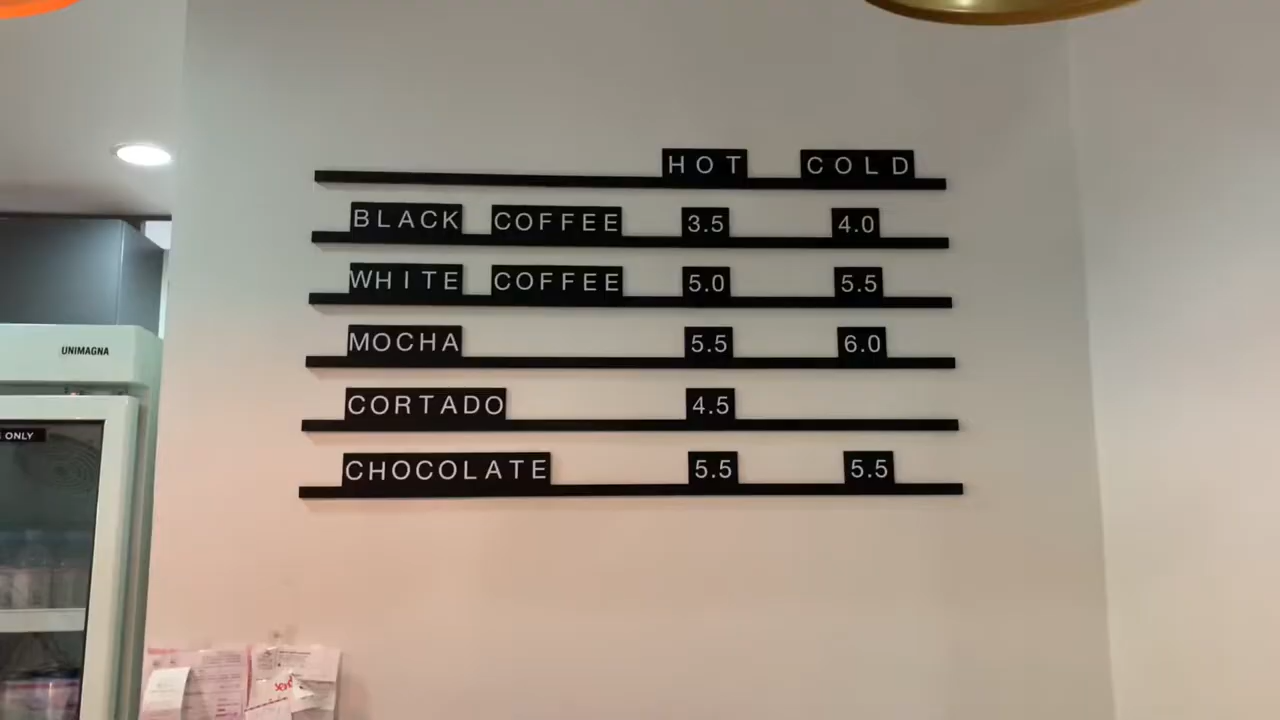 HOT COLD
BLACK COFFEE 3.5 4.0
WHITE COFFEE 5.0 5.5
MOCHA 5.5 6.0
CORTADO 4.5
CHOCOLATE 5.5 5.5
UNIMAGNA
ONLY